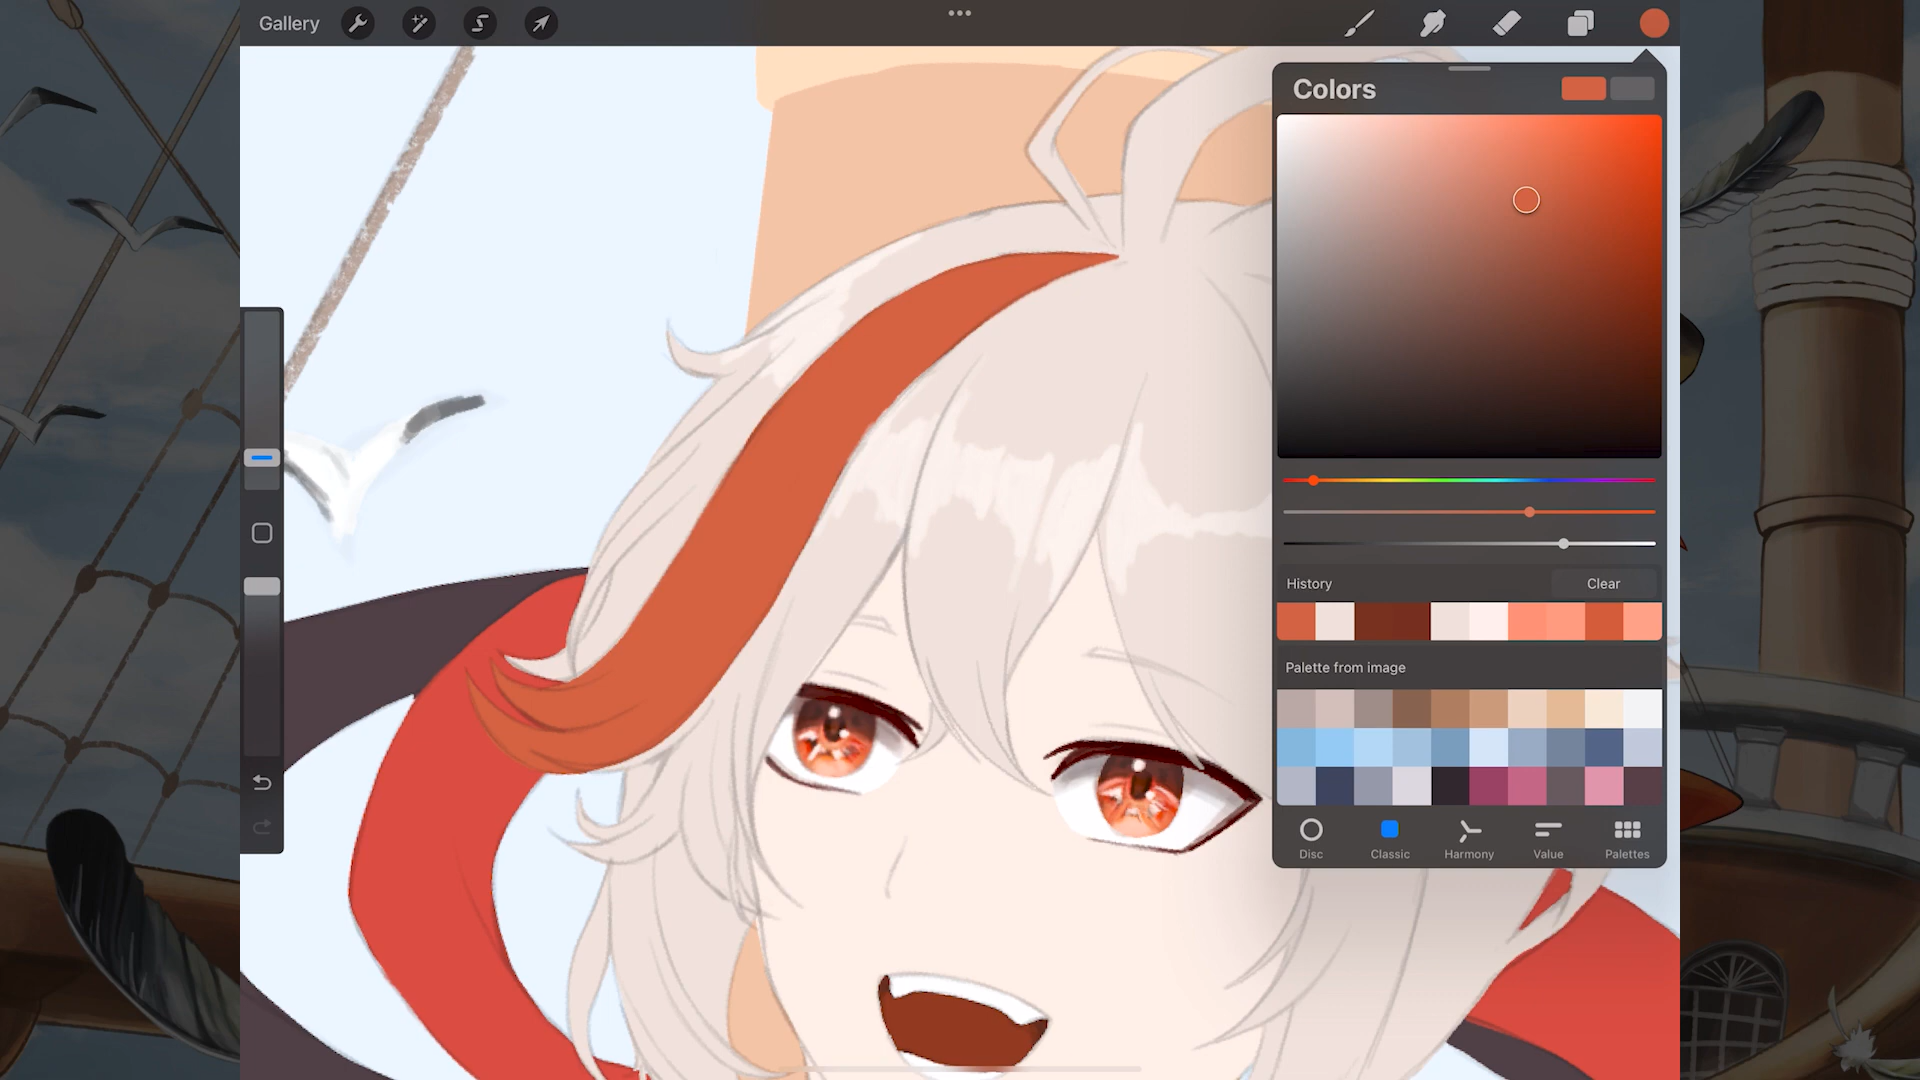 Gallery
Colors
History
Clear
Palette from image
Disc
Classic
Harmony
Value
Palettes